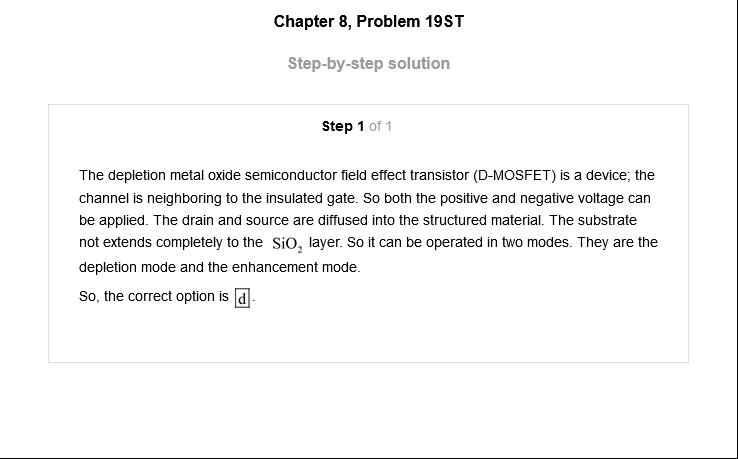 Chapter 8, Problem 19ST
Step-by-step solution
Step 1 of 1
The depletion metal oxide semiconductor field effect transistor (D-MOSFET) is a device; the
channel is neighboring to the insulated gate. So both the positive and negative voltage can
be applied. The drain and source are diffused into the structured material. The substrate
not extends completely to the SiO₂ layer. So it can be operated in two modes. They are the
depletion mode and the enhancement mode.
So, the correct option is d.